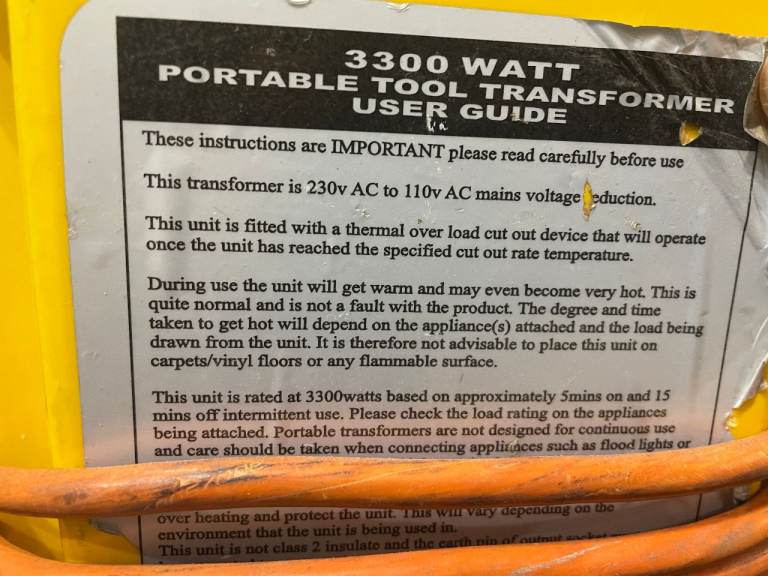 3300 WATT
PORTABLE TOOL TRANSFORMER
USER GUIDE
These instructions are IMPORTANT please read carefully before use
This transformer is 230v AC to 110v AC mains voltage eduction.
This unit is fitted with a thermal over load cut out device that will operate
once the unit has reached the specified cut out rate temperature.
During use the unit will get warm and may even become very hot. This is
quite normal and is not a fault with the product. The degree and time
taken to get hot will depend on the appliance(s) attached and the load being
drawn from the unit. It is therefore not advisable to place this unit on
carpets/vinyl floors or any flammable surface.
This unit is rated at 3300watts based on approximately 5mins on and 15
mins off intermittent use. Please check the load rating on the appliances
being attached. Portable transformers are not designed for continuous use
and care should be taken when connecting appliances such as flood lights or
over heating and protect the unit. This will vary depending on the
environment that the unit is being used in.
This unit is not class 2 insulate and the earth pin of output socket